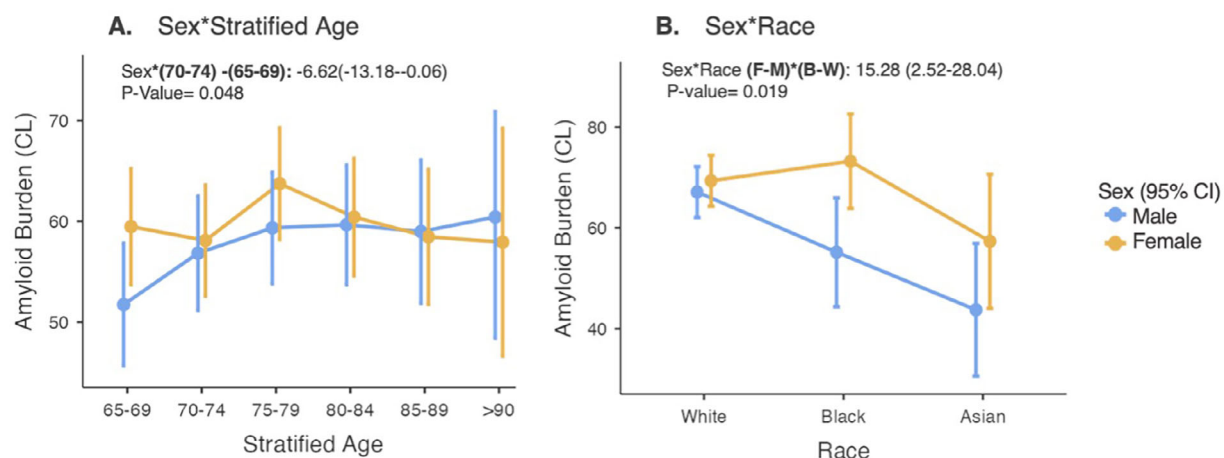 A. Sex*Stratified Age
Sex*(70-74) -(65-69): -6.62(-13.18--0.06)
P-Value= 0.048
Amyloid Burden (CL)
70
60
50
65-69 70-74 75-79 80-84 85-89 >90
Stratified Age
B. Sex*Race
Sex*Race (F-M)*(B-W): 15.28 (2.52-28.04)
P-value= 0.019
Amyloid Burden (CL)
80
60
40
White Black Asian
Race
Sex (95% CI)
Male
Female